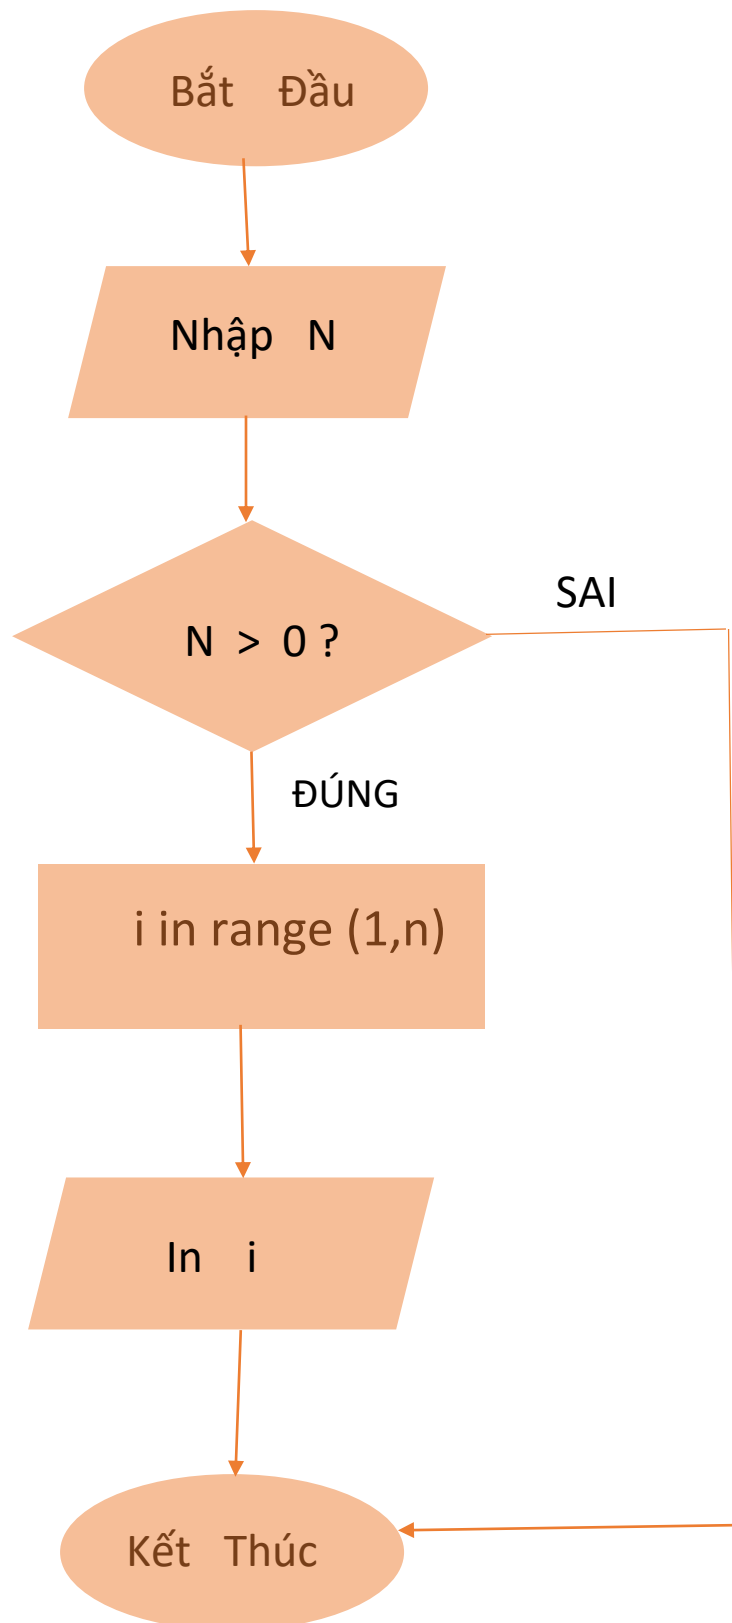 Bắt Đầu
Nhập N
N > 0 ?
SAI
ĐÚNG
i in range (1,n)
In i
Kết Thúc